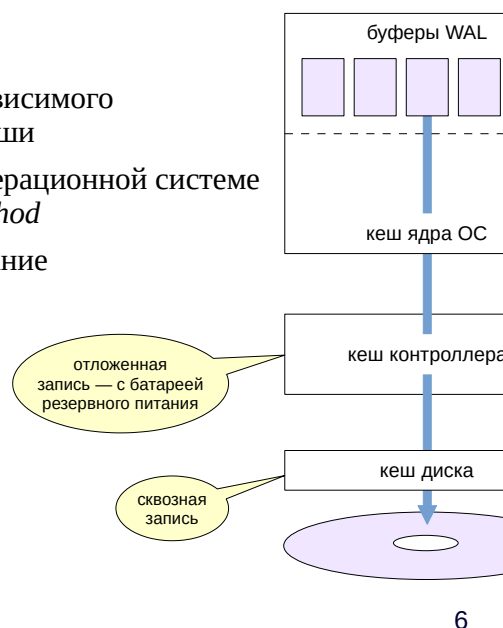 буферы WAL
висимого
ши
ерационной системе
hod
ание
кеш ядра ОС
отложенная
запись — с батареей
резервного питания
кеш контроллера
сквозная
запись
кеш диска
6